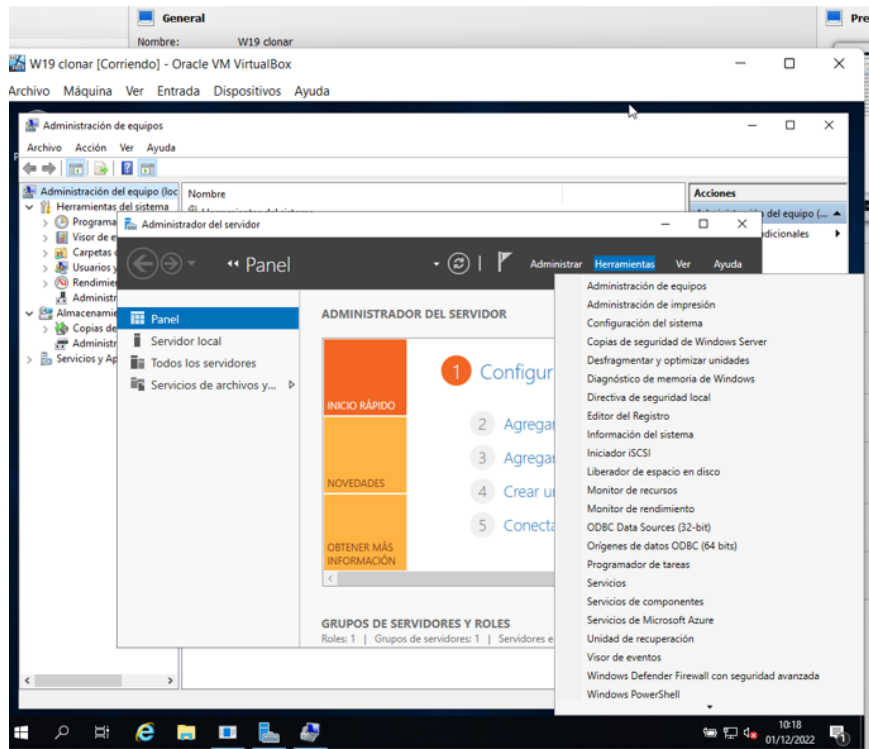 General
Pre
Nombre: W19 clonar
W19 clonar [Corriendo] - Oracle VM VirtualBox
Archivo Máquina Ver Entrada Dispositivos Ayuda
Administración de equipos
Archivo Acción Ver Ayuda
Administración del equipo (loc
Herramientas del sistema
Programa
Visor de e
Carpetas
Usuarios y
Rendimie
Administr
Almacenamie
Copias de
Administr
Servicios y Ap
Nombre
Acciones
del equipo (...
adicionales
Administrador del servidor
Panel
Administrar Herramientas Ver Ayuda
Panel
Servidor local
Todos los servidores
Servicios de archivos y...
ADMINISTRADOR DEL SERVIDOR
INICIO RÁPIDO
NOVEDADES
OBTENER MÁS
INFORMACIÓN
1 Configur
2 Agregar
3 Agregar
4 Crear un
5 Conecta
GRUPOS DE SERVIDORES Y ROLES
Roles: 1 | Grupos de servidores: 1 | Servidores e
Administración de equipos
Administración de impresión
Configuración del sistema
Copias de seguridad de Windows Server
Desfragmentar y optimizar unidades
Diagnóstico de memoria de Windows
Directiva de seguridad local
Editor del Registro
Información del sistema
Iniciador iSCSI
Liberador de espacio en disco
Monitor de recursos
Monitor de rendimiento
ODBC Data Sources (32-bit)
Orígenes de datos ODBC (64 bits)
Programador de tareas
Servicios
Servicios de componentes
Servicios de Microsoft Azure
Unidad de recuperación
Visor de eventos
Windows Defender Firewall con seguridad avanzada
Windows PowerShell
10:18
01/12/2022
1